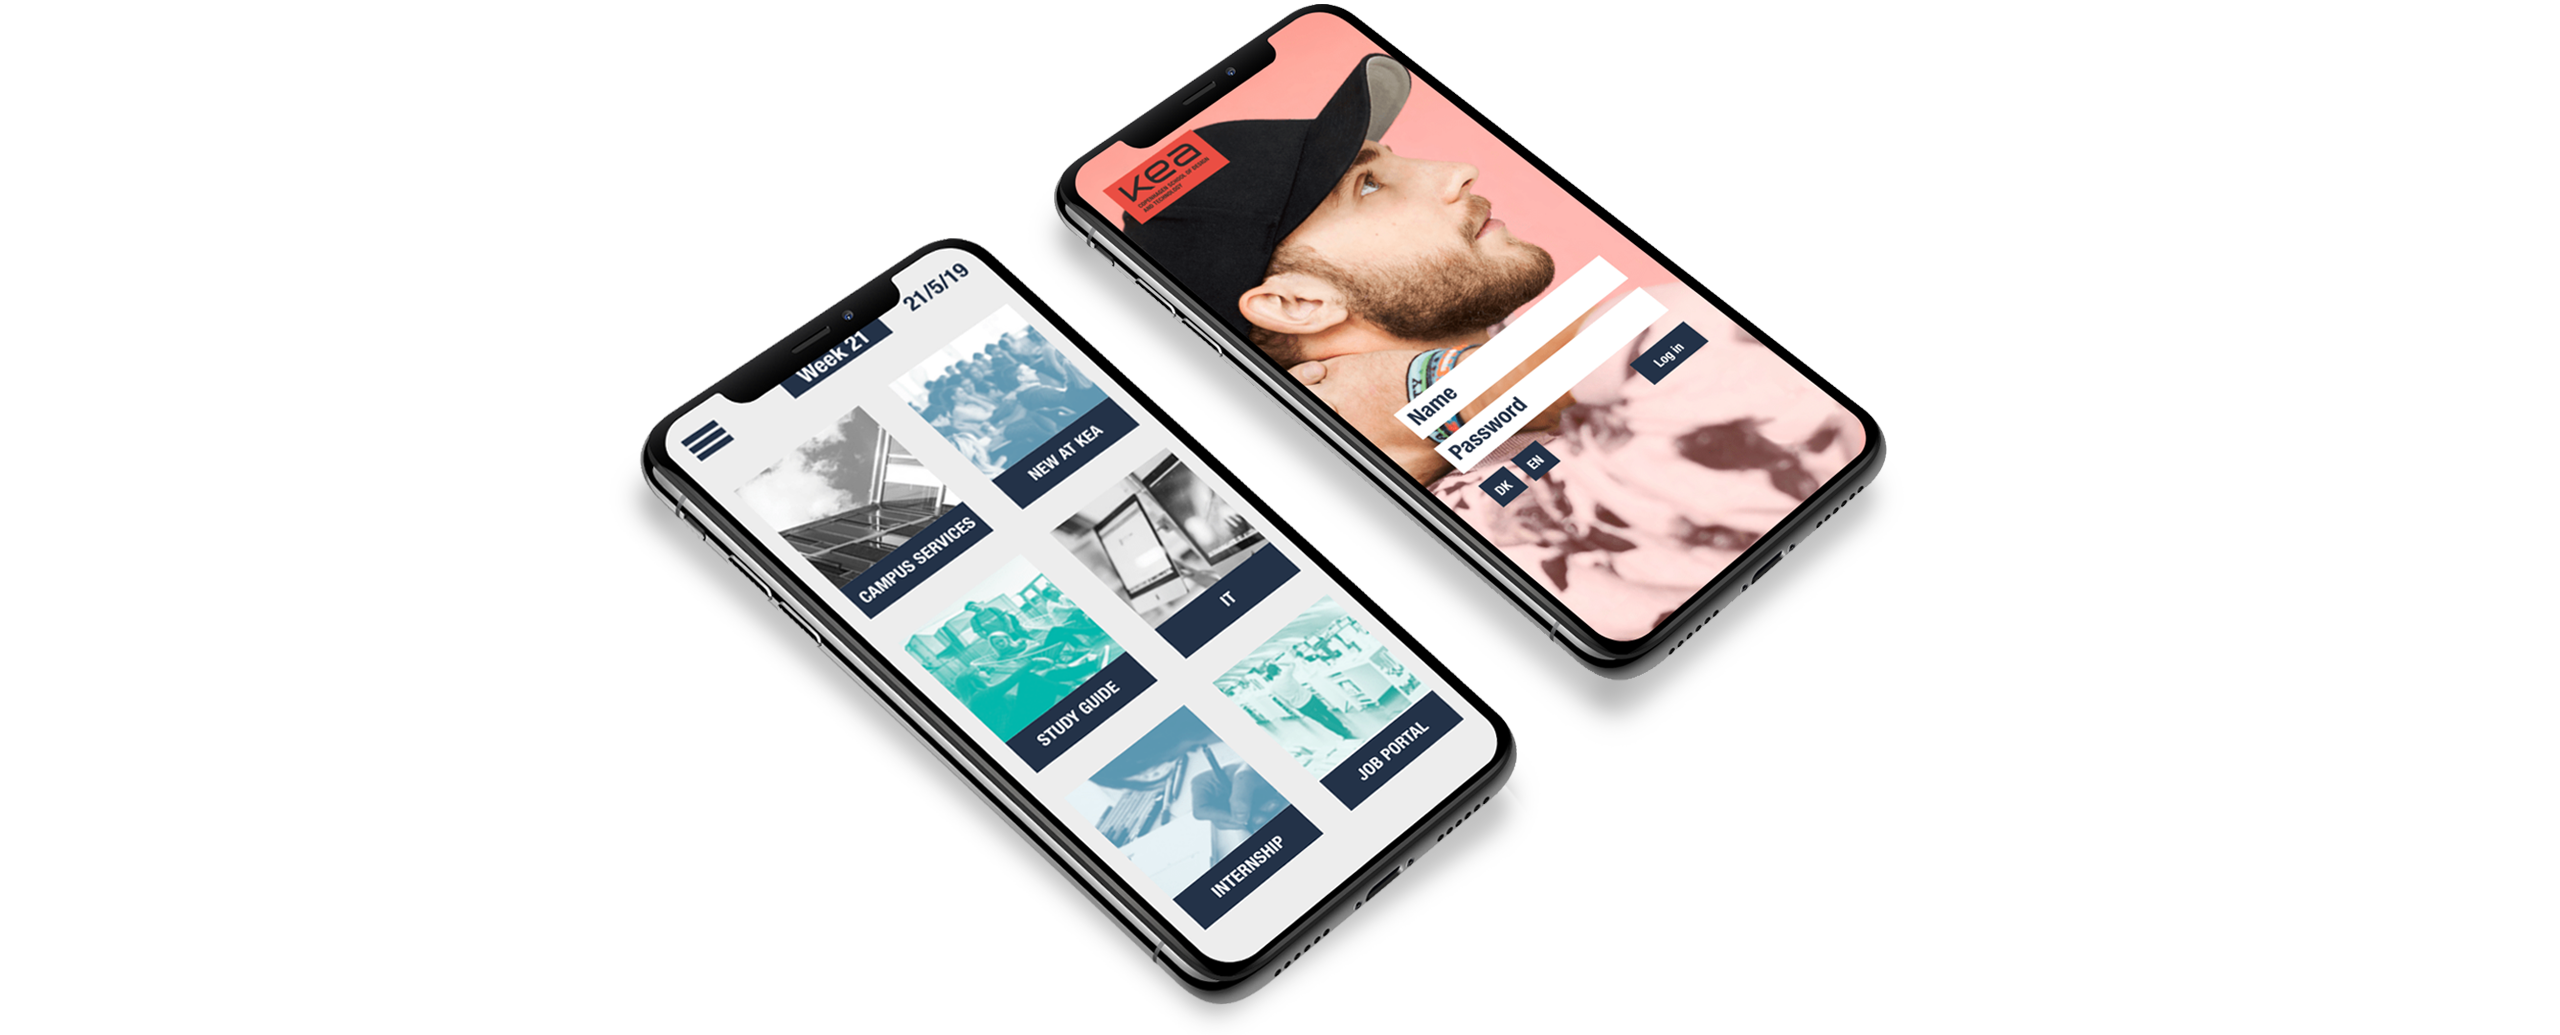 21/5/19
Week 21
CAMPUS SERVICES
NEW AT KEA
STUDY GUIDE
IT
INTERNSHIP
JOB PORTAL
kea
COPENHAGEN SCHOOL OF DESIGN
AND TECHNOLOGY
Name
Password
Log in
DK
EN